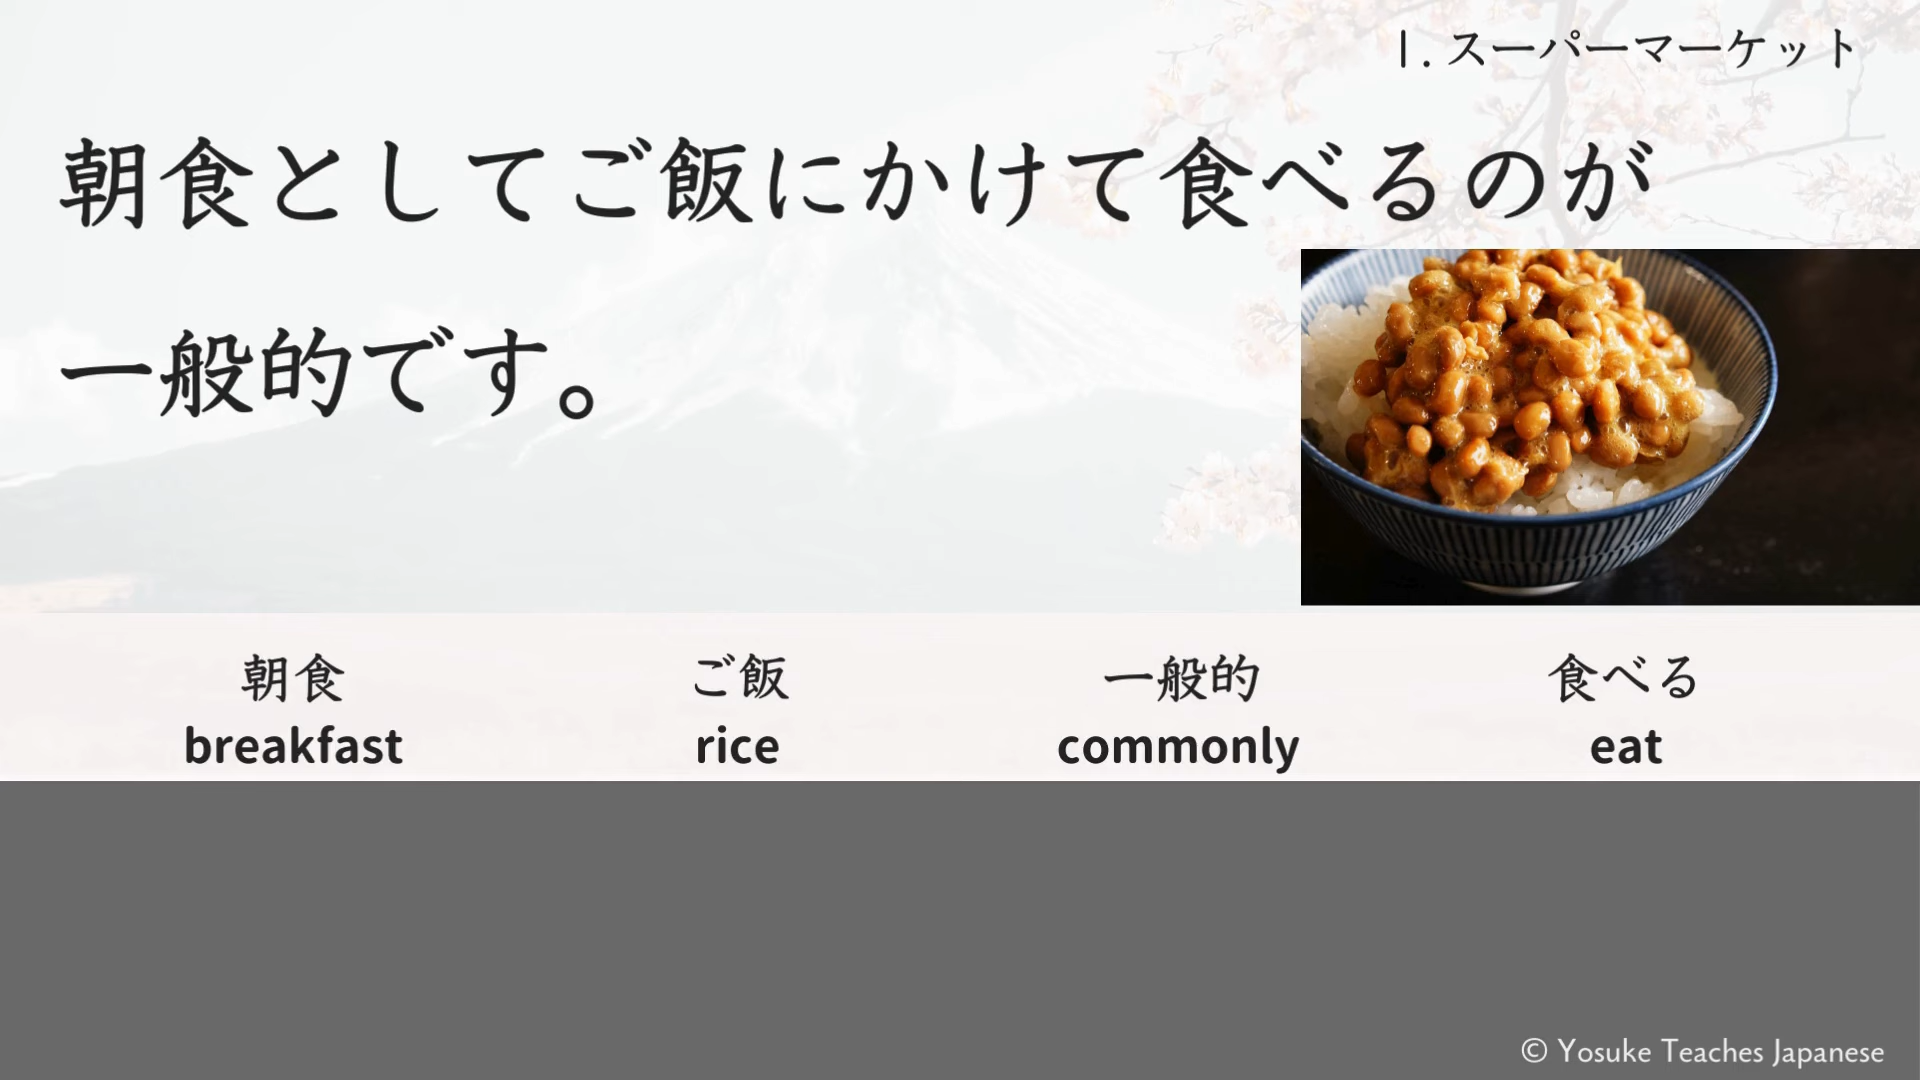 1. スーパーマーケット
朝食としてご飯にかけて食べるのが
一般的です。
朝食 ご飯 一般的 食べる
breakfast rice commonly eat
© Yosuke Teaches Japanese